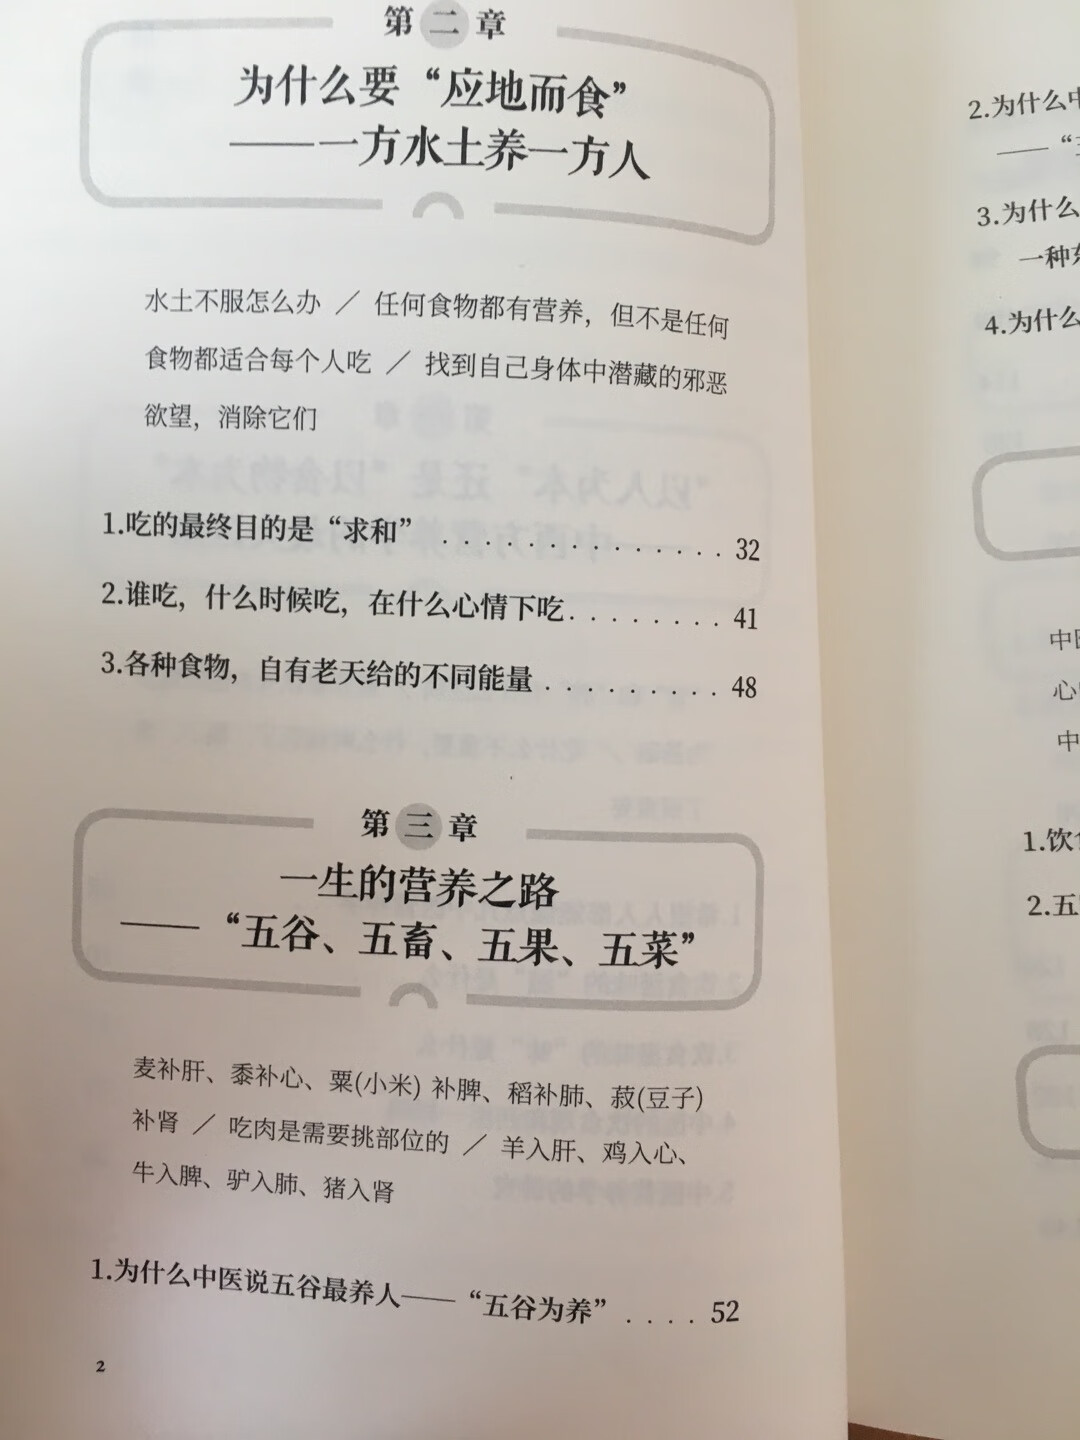 第二章
为什么要“应地而食”
——一方水土养一方人
水土不服怎么办 ／ 任何食物都有营养，但不是任何
食物都适合每个人吃 ／ 找到自己身体中潜藏的邪恶
欲望，消除它们
1.吃的最终目的是“求和” . . . . . . . . . . . . . . . 32
2.谁吃，什么时候吃，在什么心情下吃. . . . . . . . . 41
3.各种食物，自有老天给的不同能量 . . . . . . . . . 48
第三章
一生的营养之路
——“五谷、五畜、五果、五菜”
麦补肝、黍补心、粟(小米) 补脾、稻补肺、菽(豆子)
补肾 ／ 吃肉是需要挑部位的 ／ 羊入肝、鸡入心、
牛入脾、驴入肺、猪入肾
1.为什么中医说五谷最养人——“五谷为养” . . . . 52
2
2.为什么中
——“
3.为什么
一种
4.为什么
中
心
中
1.饮
2.五